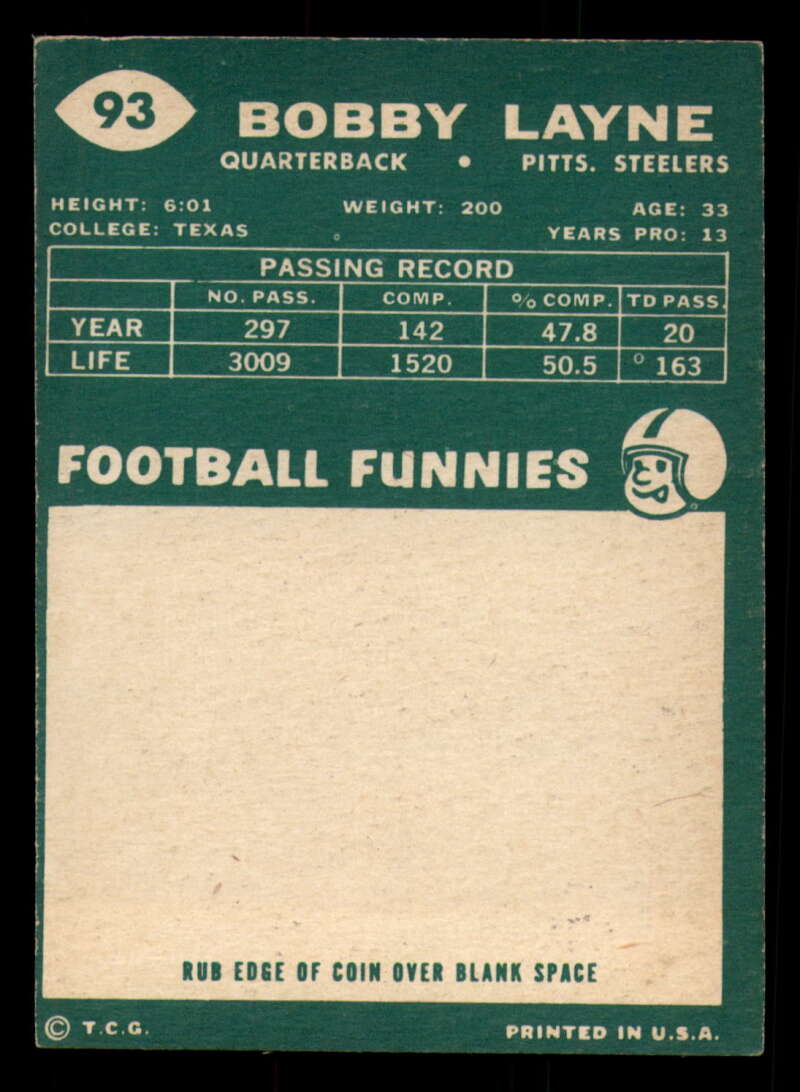 93
BOBBY LAYNE
QUARTERBACK • PITTS. STEELERS
HEIGHT: 6:01 WEIGHT: 200 AGE: 33
COLLEGE: TEXAS YEARS PRO: 13
PASSING RECORD
NO. PASS. COMP. % COMP. TD PASS.
YEAR 297 142 47.8 20
LIFE 3009 1520 50.5 163
FOOTBALL FUNNIES
RUB EDGE OF COIN OVER BLANK SPACE
© T.C.G. PRINTED IN U.S.A.